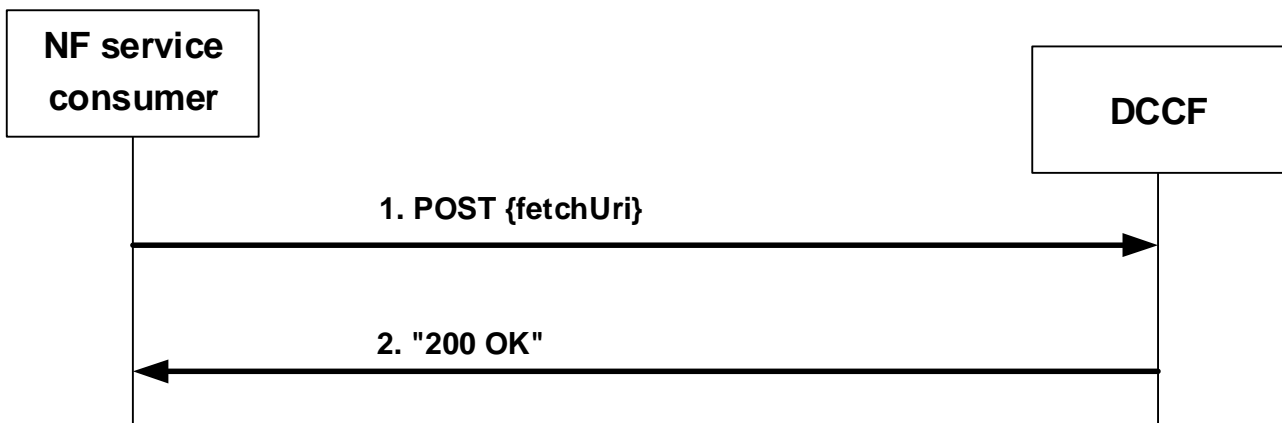 NF service
consumer
DCCF
1. POST {fetchUri}
2. "200 OK"